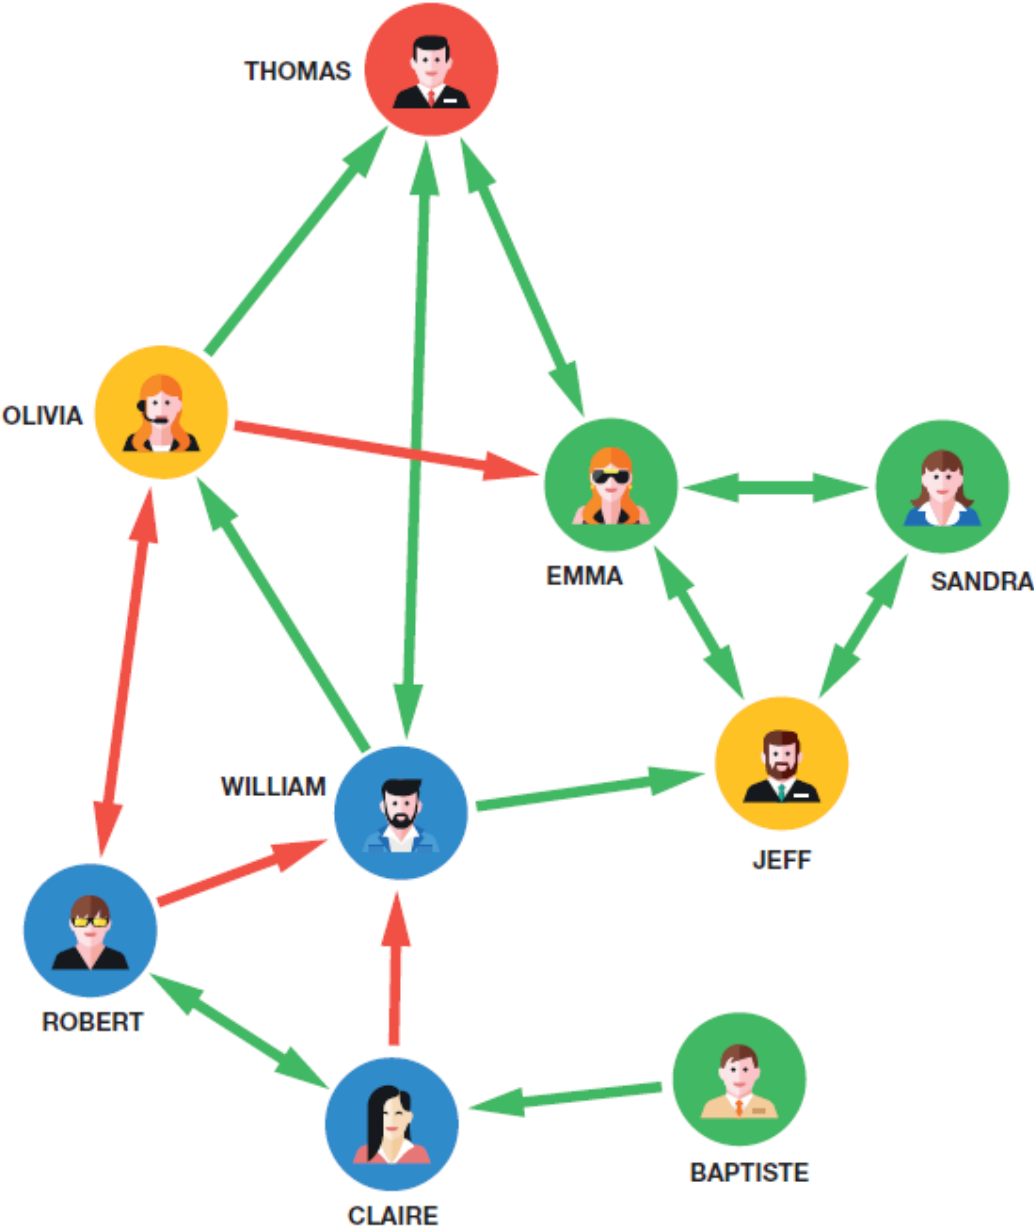 THOMAS
OLIVIA
EMMA
SANDRA
WILLIAM
JEFF
ROBERT
BAPTISTE
CLAIRE